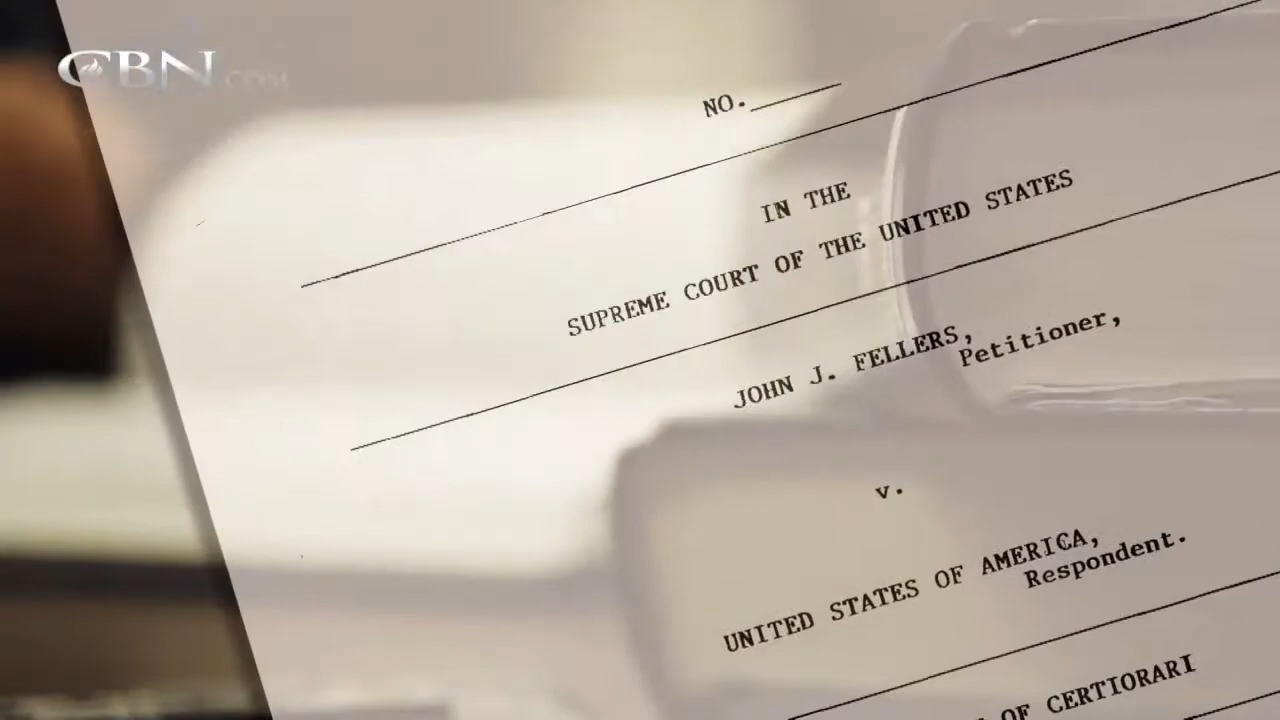 CBN.COM
NO.
IN THE
SUPREME COURT OF THE UNITED STATES
JOHN J. FELLERS,
Petitioner,
v.
UNITED STATES OF AMERICA,
Respondent.
OF CERTIORARI